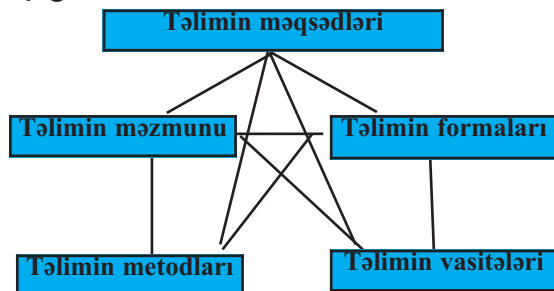 Təlimin məqsədləri
Təlimin məzmunu
Təlimin formaları
Təlimin metodları
Təlimin vasitələri